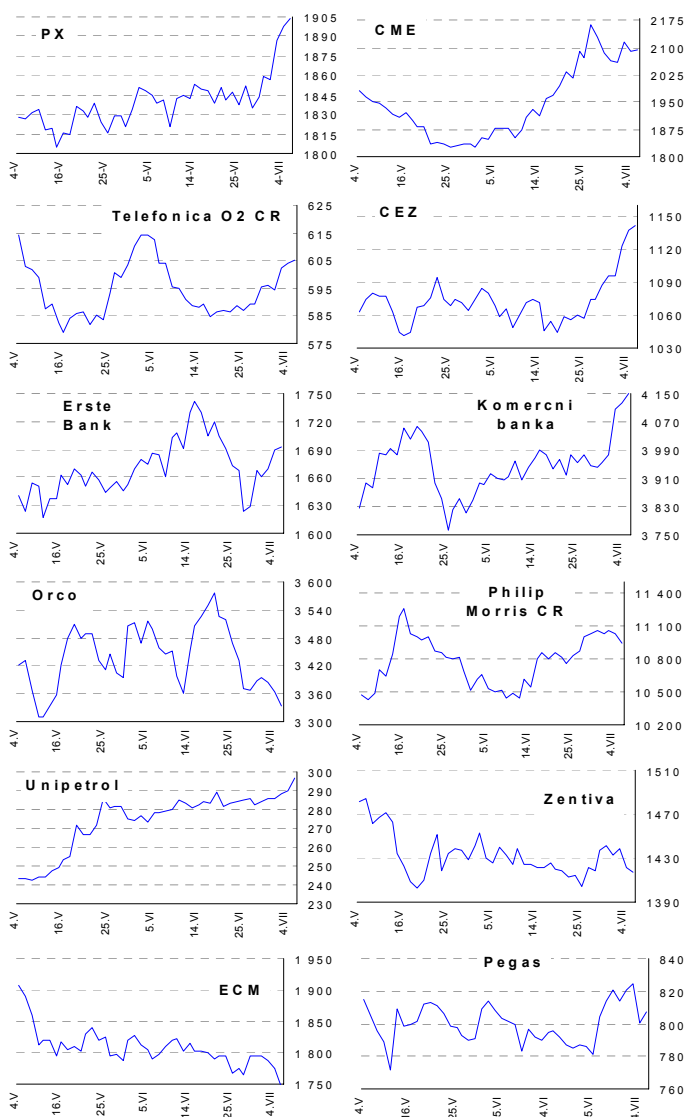 PX
1905
1890
1875
1860
1845
1830
1815
1800
4-V
16-V
25-V
5-VI
14-VI
25-VI
4-VII
CME
2175
2100
2025
1950
1875
1800
4.V
16.V
25.V
5.VI
14.VI
25.VI
4.VII
Telefonica O2 CR
625
615
605
595
585
575
4.V
16.V
25.V
5.VI
14.VI
25.VI
4.VII
CEZ
1150
1120
1090
1060
1030
4.V
16.V
25.V
5.VI
14.VI
25.VI
4.VII
Erste
Bank
1 750
1 720
1 690
1 660
1 630
1 600
4.V
16.V
25.V
5.VI
14.VI
25.VI
4.VII
Komercni
banka
4 150
4 070
3 990
3 910
3 830
3 750
4.V
16.V
25.V
5.VI
14.VI
25.VI
4.VII
Orco
3 600
3 540
3 480
3 420
3 360
3 300
4.V
16.V
25.V
5.VI
14.VI
25.VI
4.VII
Philip
Morris CR
11 400
11 100
10 800
10 500
10 200
4.V
16.V
25.V
5.VI
14.VI
25.VI
4.VII
Unipetrol
300
290
280
270
260
250
240
230
4.V
16.V
25.V
5.VI
14.VI
25.VI
4.VII
Zentiva
1510
1470
1430
1390
4.V
16.V
25.V
5.VI
14.VI
25.VI
4.VII
ECM
1 950
1 900
1 850
1 800
1 750
4.V
16.V
25.V
5.VI
14.VI
25.VI
4.VII
Pegas
840
820
800
780
760
4.V
16.V
25.V
5.VI
14.VI
25.VI
4.VII